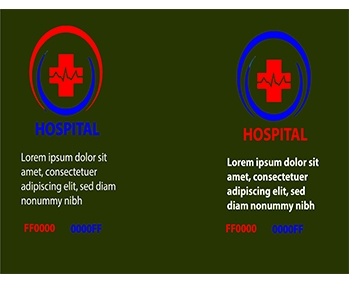 HOSPITAL
Lorem ipsum dolor sit
amet, consectetuer
adipiscing elit, sed diam
nonummy nibh
FF0000 0000FF
HOSPITAL
Lorem ipsum dolor sit
amet, consectetuer
adipiscing elit, sed diam
nonummy nibh
FF0000 0000FF